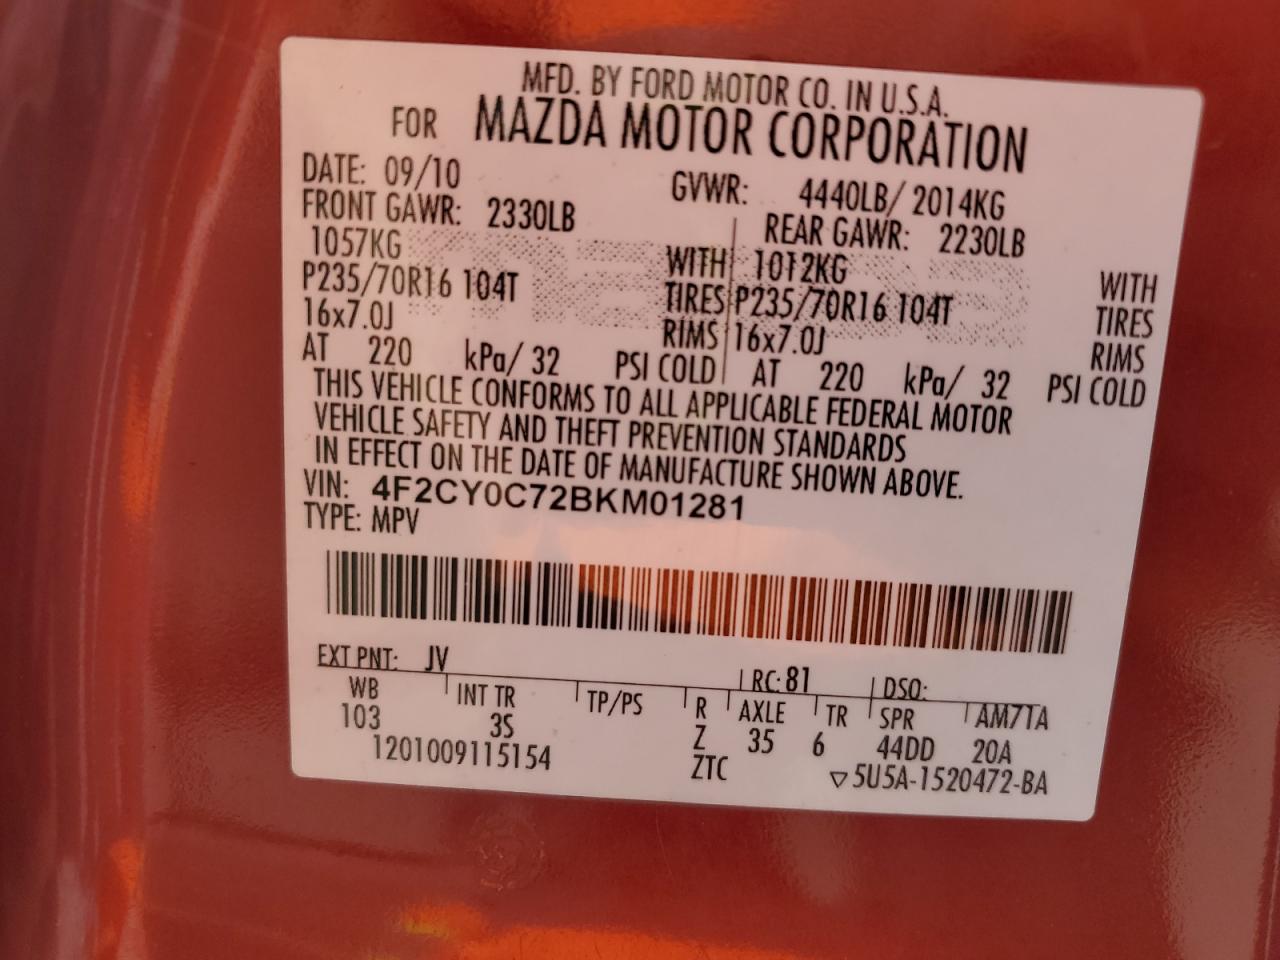 MFD. BY FORD MOTOR CO. IN U.S.A.
FOR MAZDA MOTOR CORPORATION
DATE: 09/10 GVWR: 4440LB/ 2014KG
FRONT GAWR: 2330LB REAR GAWR: 2230LB
1057KG WITH 1012KG WITH
P235/70R16 104T TIRES P235/70R16 104T TIRES
16x7.0J RIMS 16x7.0J RIMS
AT 220 kPa/ 32 PSI COLD AT 220 kPa/ 32 PSI COLD
THIS VEHICLE CONFORMS TO ALL APPLICABLE FEDERAL MOTOR
VEHICLE SAFETY AND THEFT PREVENTION STANDARDS
IN EFFECT ON THE DATE OF MANUFACTURE SHOWN ABOVE.
VIN: 4F2CY0C72BKM01281
TYPE: MPV
EXT PNT: JV RC: 81 DSO:
WB INT TR TP/PS R AXLE TR SPR AM71A
103 3S Z 35 6 44DD 20A
1201009115154 ZTC ▽5U5A-1520472-BA